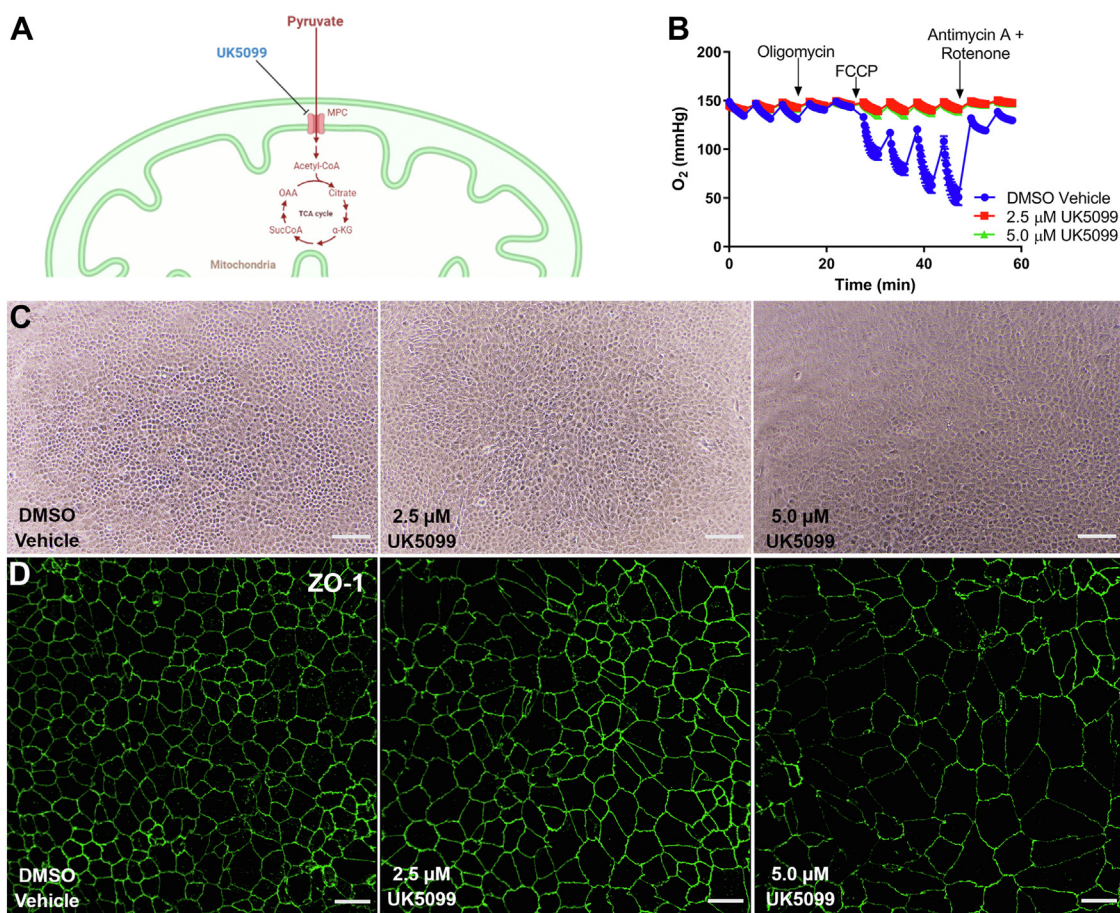 A
Pyruvate
UK5099
MPC
Acetyl-CoA
OAA
Citrate
TCA cycle
SucCoA
α-KG
Mitochondria
B
Oligomycin
FCCP
Antimycin A +
Rotenone
200
150
100
50
0
O2 (mmHg)
DMSO Vehicle
2.5 μM UK5099
5.0 μM UK5099
0
20
40
60
Time (min)
C
DMSO
Vehicle
2.5 μM
UK5099
5.0 μM
UK5099
D
ZO-1
DMSO
Vehicle
2.5 μM
UK5099
5.0 μM
UK5099